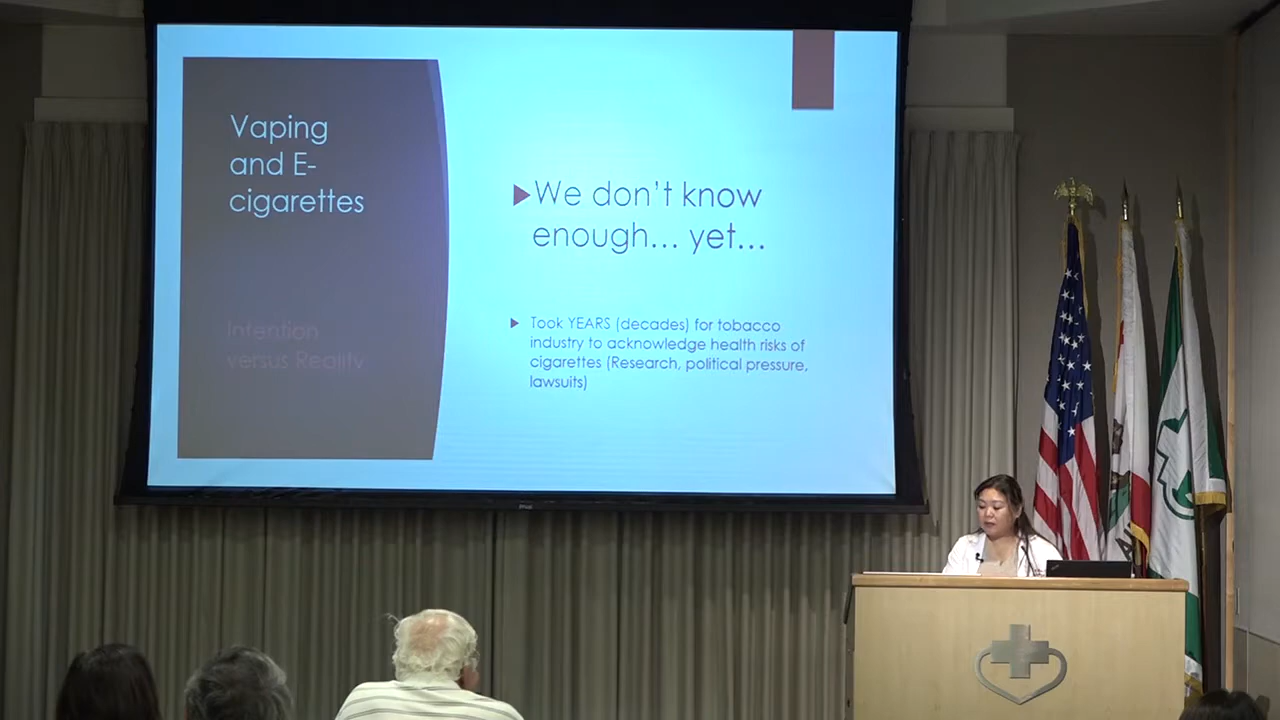 Vaping
and E-
cigarettes
Intention
versus Reality
We don't know
enough... yet...
Took YEARS (decades) for tobacco
industry to acknowledge health risks of
cigarettes (Research, political pressure,
lawsuits)